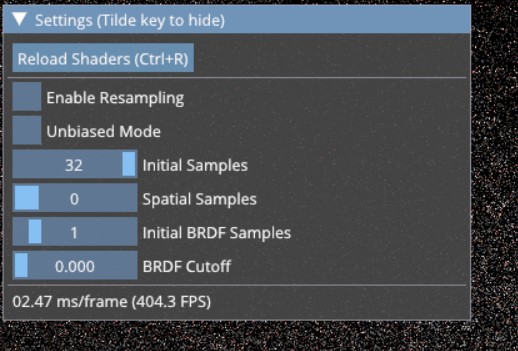 Settings (Tilde key to hide)
Reload Shaders (Ctrl+R)
Enable Resampling
Unbiased Mode
32 Initial Samples
0 Spatial Samples
1 Initial BRDF Samples
0.000 BRDF Cutoff
02.47 ms/frame (404.3 FPS)